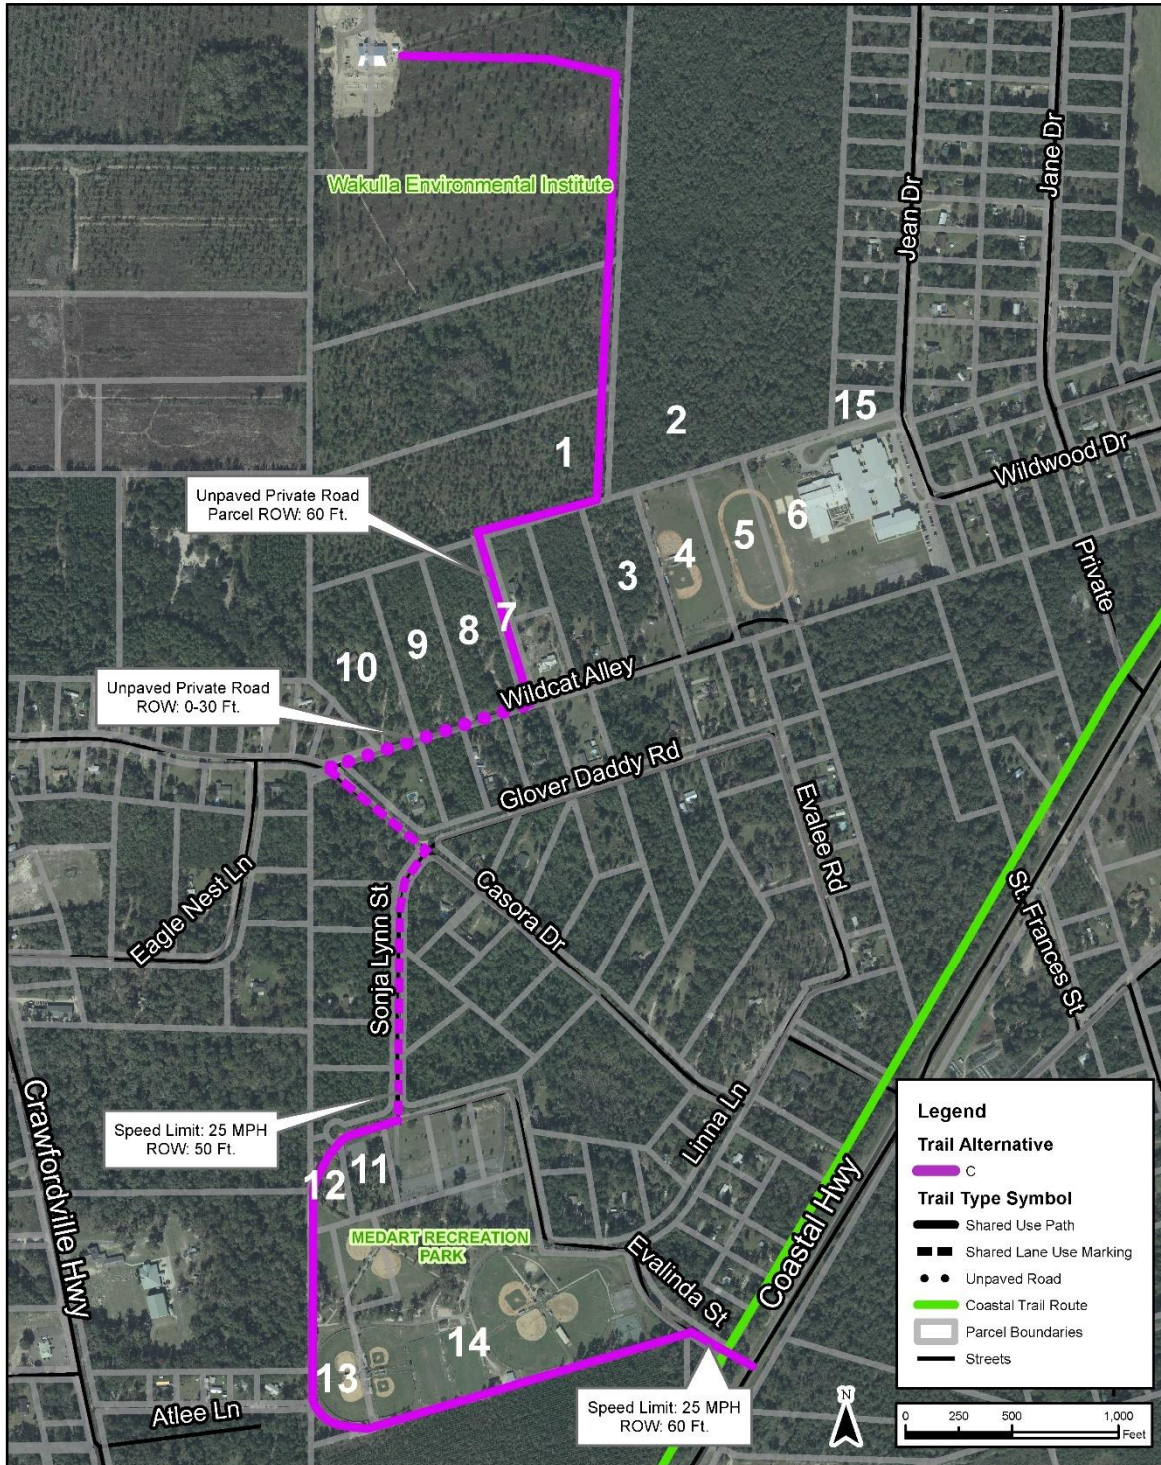 Wakulla Environmental Institute
Jean Dr
Jane Dr
15
2
1
Wildwood Dr
Unpaved Private Road
Parcel ROW: 60 Ft.
6
5
4
3
Private
7
8
9
10
Wildcat Alley
Unpaved Private Road
ROW: 0-30 Ft.
Glover Daddy Rd
Evalee Rd
Eagle Nest Ln
Casora Dr
St. Frances St
Sonja Lynn St
Crawfordville Hwy
Linna Ln
Speed Limit: 25 MPH
ROW: 50 Ft.
11
12
MEDART RECREATION
PARK
Evalinda St
Coastal Hwy
14
13
Atlee Ln
Speed Limit: 25 MPH
ROW: 60 Ft.
Legend
Trail Alternative
C
Trail Type Symbol
Shared Use Path
Shared Lane Use Marking
Unpaved Road
Coastal Trail Route
Parcel Boundaries
Streets
N
0 250 500 1,000
Feet